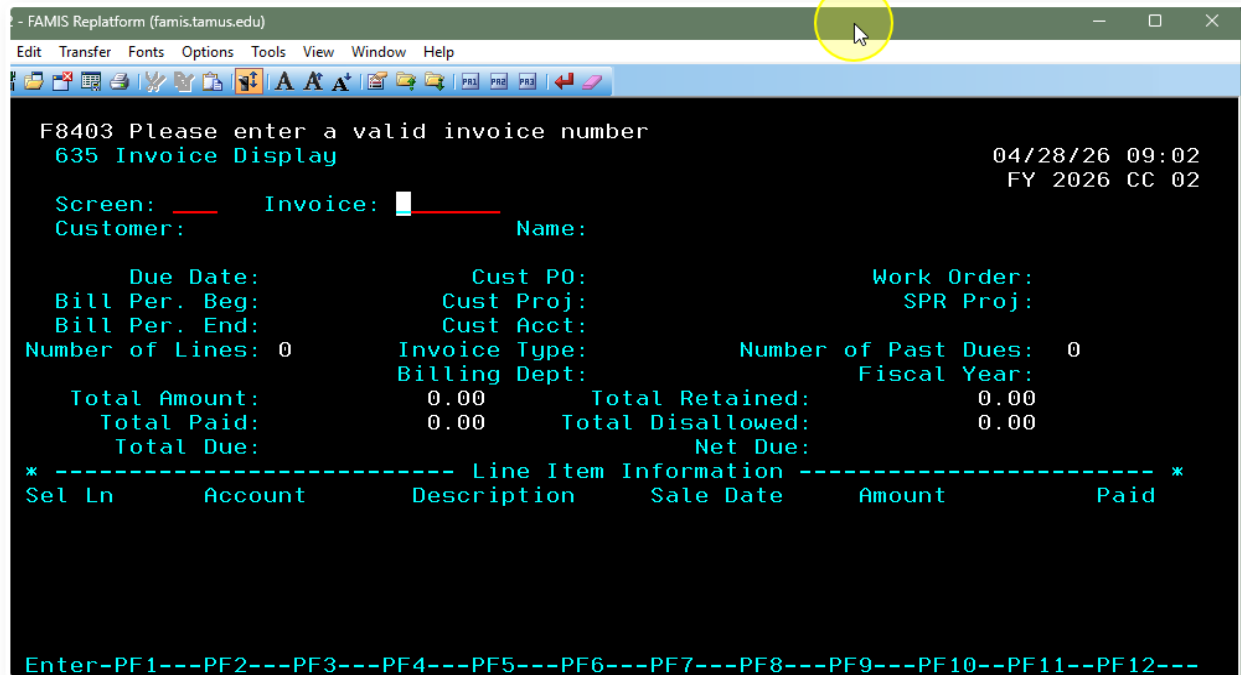 - FAMIS Replatform (famis.tamus.edu)
Edit Transfer Fonts Options Tools View Window Help
A A A PA1 PA2 PA3
F8403 Please enter a valid invoice number
635 Invoice Display 04/28/26 09:02
FY 2026 CC 02
Screen: ___ Invoice: _______
Customer: Name:
Due Date: Cust PO: Work Order:
Bill Per. Beg: Cust Proj: SPR Proj:
Bill Per. End: Cust Acct:
Number of Lines: 0 Invoice Type: Number of Past Dues: 0
Billing Dept: Fiscal Year:
Total Amount: 0.00 Total Retained: 0.00
Total Paid: 0.00 Total Disallowed: 0.00
Total Due: Net Due:
* --------------------------- Line Item Information ------------------------ *
Sel Ln Account Description Sale Date Amount Paid
Enter-PF1---PF2---PF3---PF4---PF5---PF6---PF7---PF8---PF9---PF10--PF11--PF12---